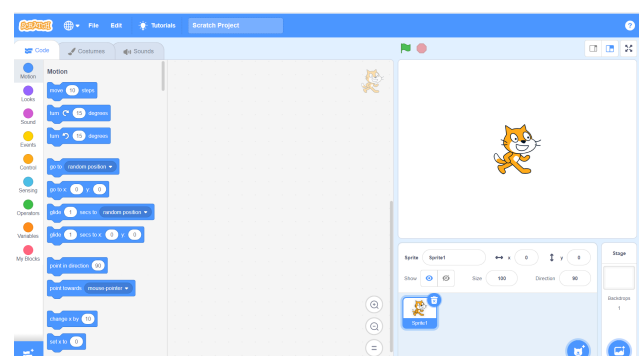 SCRATCH File Edit Tutorials Scratch Project ?
Code Costumes Sounds
Motion
Looks
Sound
Events
Control
Sensing
Operators
Variables
My Blocks
Motion
move 10 steps
turn 15 degrees
turn 15 degrees
go to random position
go to x: 0 y: 0
glide 1 secs to random position
glide 1 secs to x: 0 y: 0
point in direction 90
point towards mouse-pointer
change x by 10
set x to 0
Sprite Sprite1 x 0 y 0
Show Size 100 Direction 90
Sprite1
Stage
Backdrops
1